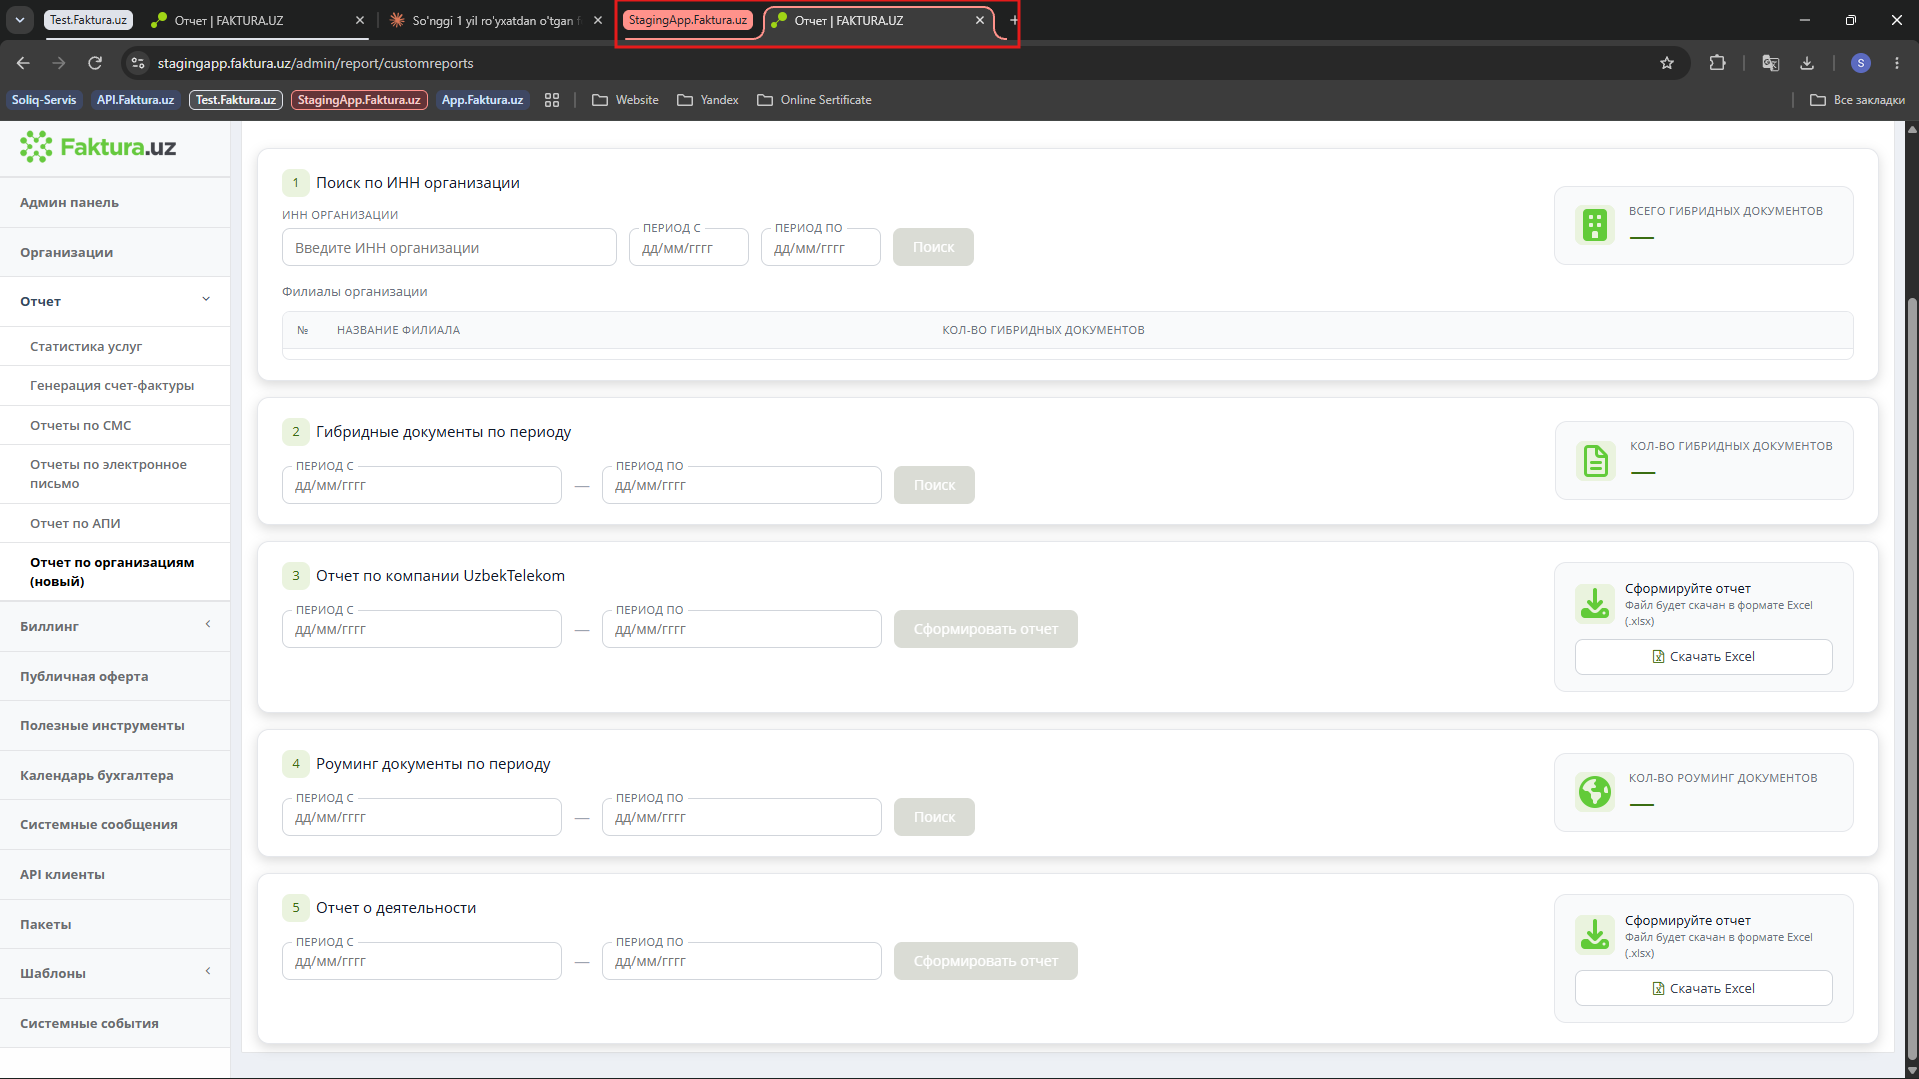 Test.Faktura.uz
Отчет | FAKTURA.UZ
So'nggi 1 yil ro'yxatdan o'tgan f
StagingApp.Faktura.uz
Отчет | FAKTURA.UZ
stagingapp.faktura.uz/admin/report/customreports
S
Soliq-Servis
API.Faktura.uz
Test.Faktura.uz
StagingApp.Faktura.uz
App.Faktura.uz
Website
Yandex
Online Sertificate
Все закладки
Faktura.uz
Админ панель
Организации
Отчет
Статистика услуг
Генерация счет-фактуры
Отчеты по СМС
Отчеты по электронное
письмо
Отчет по АПИ
Отчет по организациям
(новый)
Биллинг
Публичная оферта
Полезные инструменты
Календарь бухгалтера
Системные сообщения
API клиенты
Пакеты
Шаблоны
Системные события
1 Поиск по ИНН организации
ИНН ОРГАНИЗАЦИИ
Введите ИНН организации
ПЕРИОД С
дд/мм/гггг
ПЕРИОД ПО
дд/мм/гггг
Поиск
ВСЕГО ГИБРИДНЫХ ДОКУМЕНТОВ
—
Филиалы организации
№ НАЗВАНИЕ ФИЛИАЛА КОЛ-ВО ГИБРИДНЫХ ДОКУМЕНТОВ
2 Гибридные документы по периоду
ПЕРИОД С
дд/мм/гггг
—
ПЕРИОД ПО
дд/мм/гггг
Поиск
КОЛ-ВО ГИБРИДНЫХ ДОКУМЕНТОВ
—
3 Отчет по компании UzbekTelekom
ПЕРИОД С
дд/мм/гггг
—
ПЕРИОД ПО
дд/мм/гггг
Сформировать отчет
Сформируйте отчет
Файл будет скачан в формате Excel
(.xlsx)
Скачать Excel
4 Роуминг документы по периоду
ПЕРИОД С
дд/мм/гггг
—
ПЕРИОД ПО
дд/мм/гггг
Поиск
КОЛ-ВО РОУМИНГ ДОКУМЕНТОВ
—
5 Отчет о деятельности
ПЕРИОД С
дд/мм/гггг
—
ПЕРИОД ПО
дд/мм/гггг
Сформировать отчет
Сформируйте отчет
Файл будет скачан в формате Excel
(.xlsx)
Скачать Excel